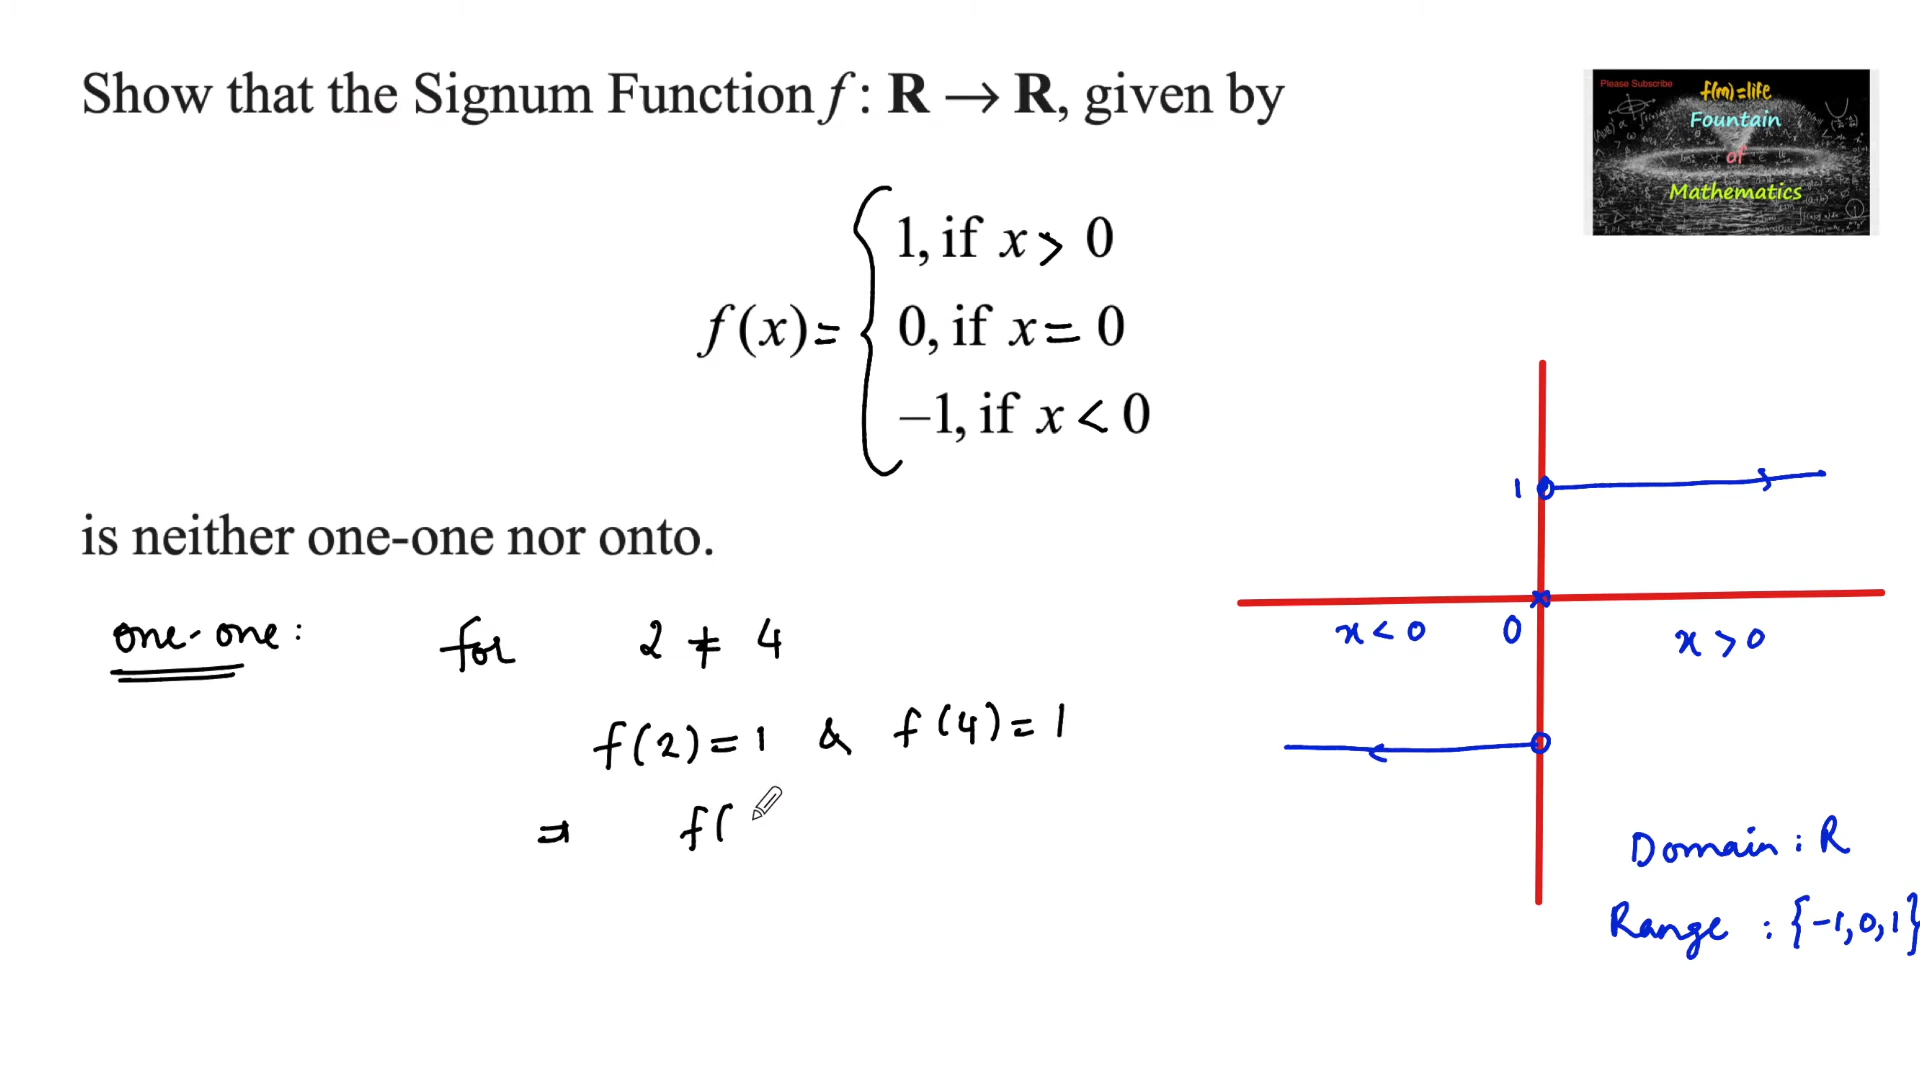 Show that the Signum Function f : R → R, given by
Please Subscribe
f(m)=life
Fountain
of
Mathematics
f(x)= { 1, if x > 0
0, if x = 0
–1, if x < 0
is neither one-one nor onto.
one-one : for 2 ≠ 4
f(2)=1 & f(4)=1
⇒ f(
1
x<0 0 x>0
Domain : R
Range : {-1,0,1}